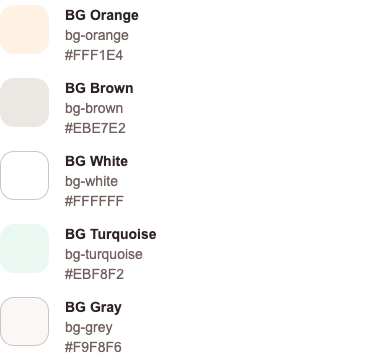 BG Orange
bg-orange
#FFF1E4
BG Brown
bg-brown
#EBE7E2
BG White
bg-white
#FFFFFF
BG Turquoise
bg-turquoise
#EBF8F2
BG Gray
bg-grey
#F9F8F6